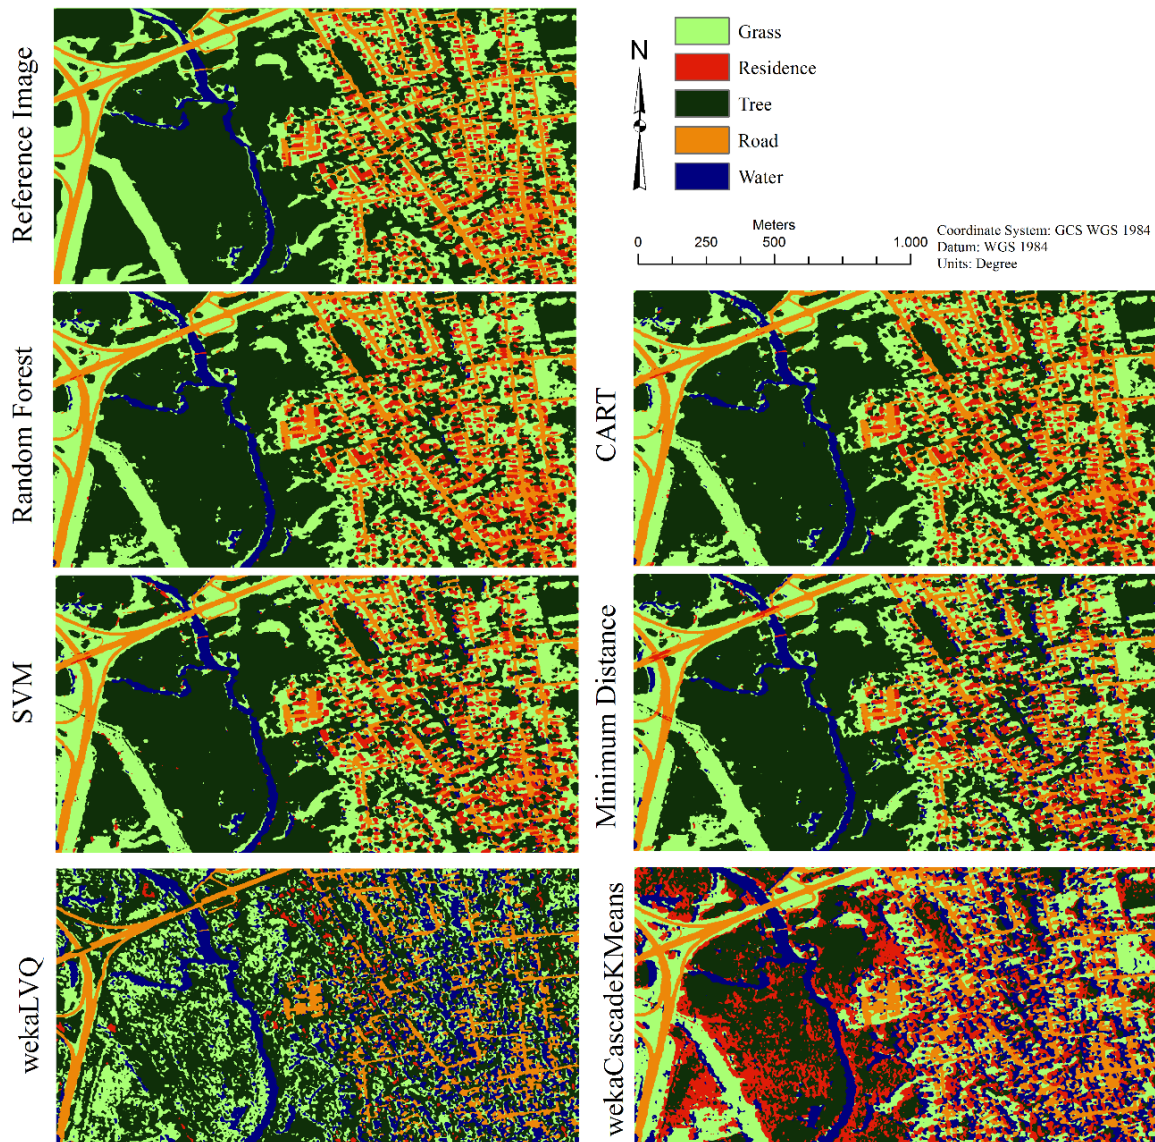 Reference Image
N
Grass
Residence
Tree
Road
Water
Meters
0 250 500 1.000
Coordinate System: GCS WGS 1984
Datum: WGS 1984
Units: Degree
Random Forest
CART
SVM
Minimum Distance
wekaLVQ
wekaCascadeKMeans